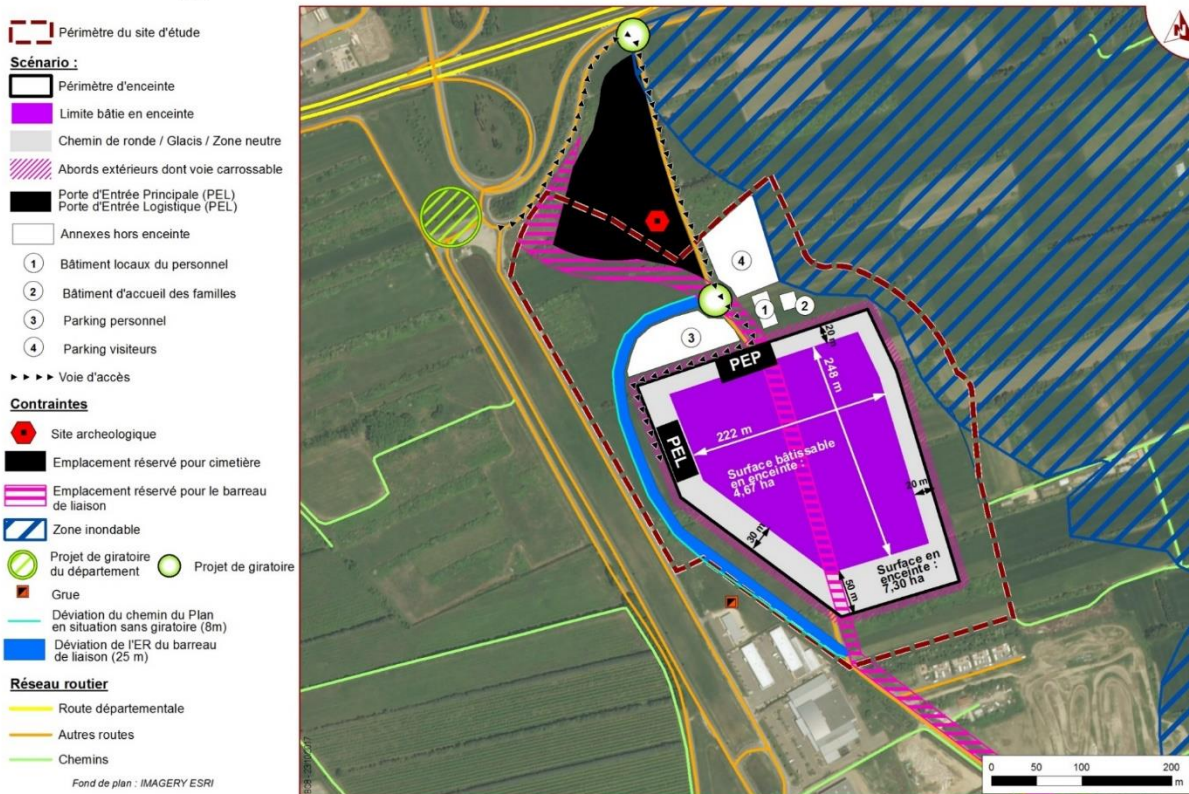 Périmètre du site d'étude
Scénario :
Périmètre d'enceinte
Limite bâtie en enceinte
Chemin de ronde / Glacis / Zone neutre
Abords extérieurs dont voie carrossable
Porte d'Entrée Principale (PEL)
Porte d'Entrée Logistique (PEL)
Annexes hors enceinte
1 Bâtiment locaux du personnel
2 Bâtiment d'accueil des familles
3 Parking personnel
4 Parking visiteurs
Voie d'accès
Contraintes
Site archeologique
Emplacement réservé pour cimetière
Emplacement réservé pour le barreau
de liaison
Zone inondable
Projet de giratoire
du département
Projet de giratoire
Grue
Déviation du chemin du Plan
en situation sans giratoire (8m)
Déviation de l'ER du barreau
de liaison (25 m)
Réseau routier
Route départementale
Autres routes
Chemins
Fond de plan : IMAGERY ESRI
N
4
1
2
3
20 m
PEP
248 m
222 m
PEL
Surface bâtissable
en enceinte :
4,67 ha
20 m
30 m
50 m
Surface en
enceinte :
7,30 ha
0 50 100 200
m